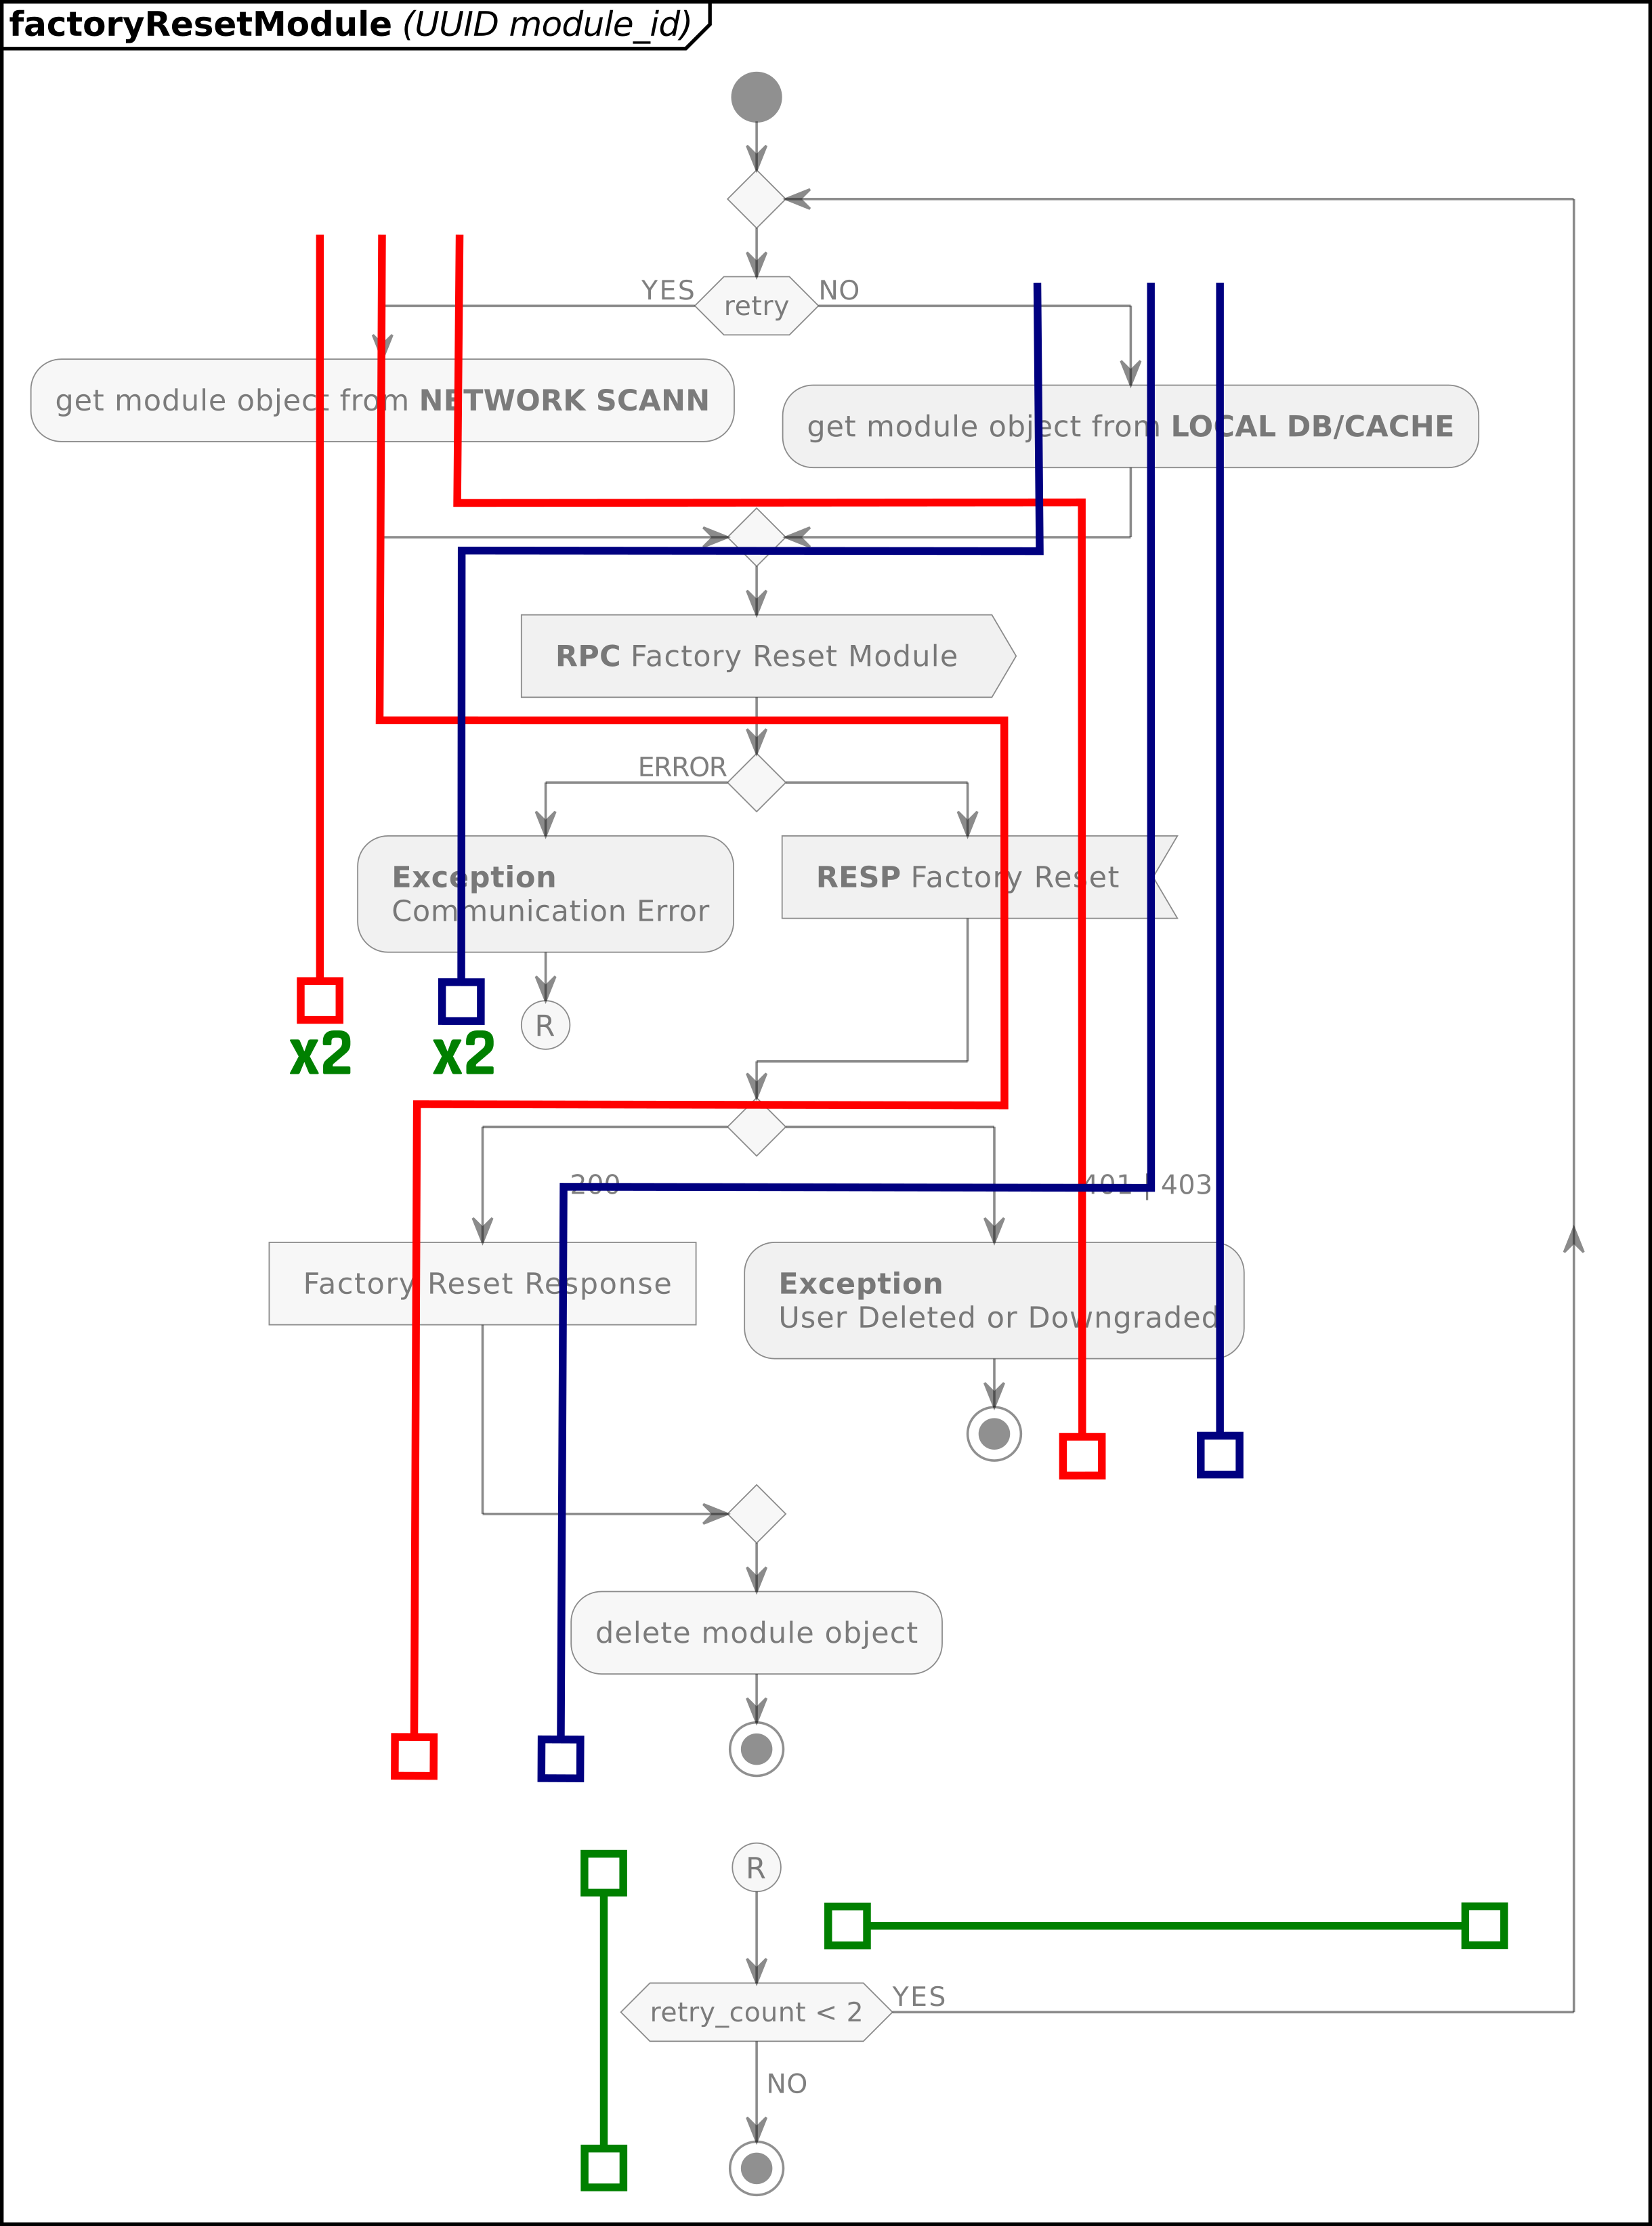 factoryResetModule (UUID module_id)
YES
retry
NO
get module object from NETWORK SCANN
get module object from LOCAL DB/CACHE
RPC Factory Reset Module
ERROR
Exception
Communication Error
RESP Factory Reset
R
x2
x2
200
401 | 403
Factory Reset Response
Exception
User Deleted or Downgraded
delete module object
R
retry_count < 2
YES
NO